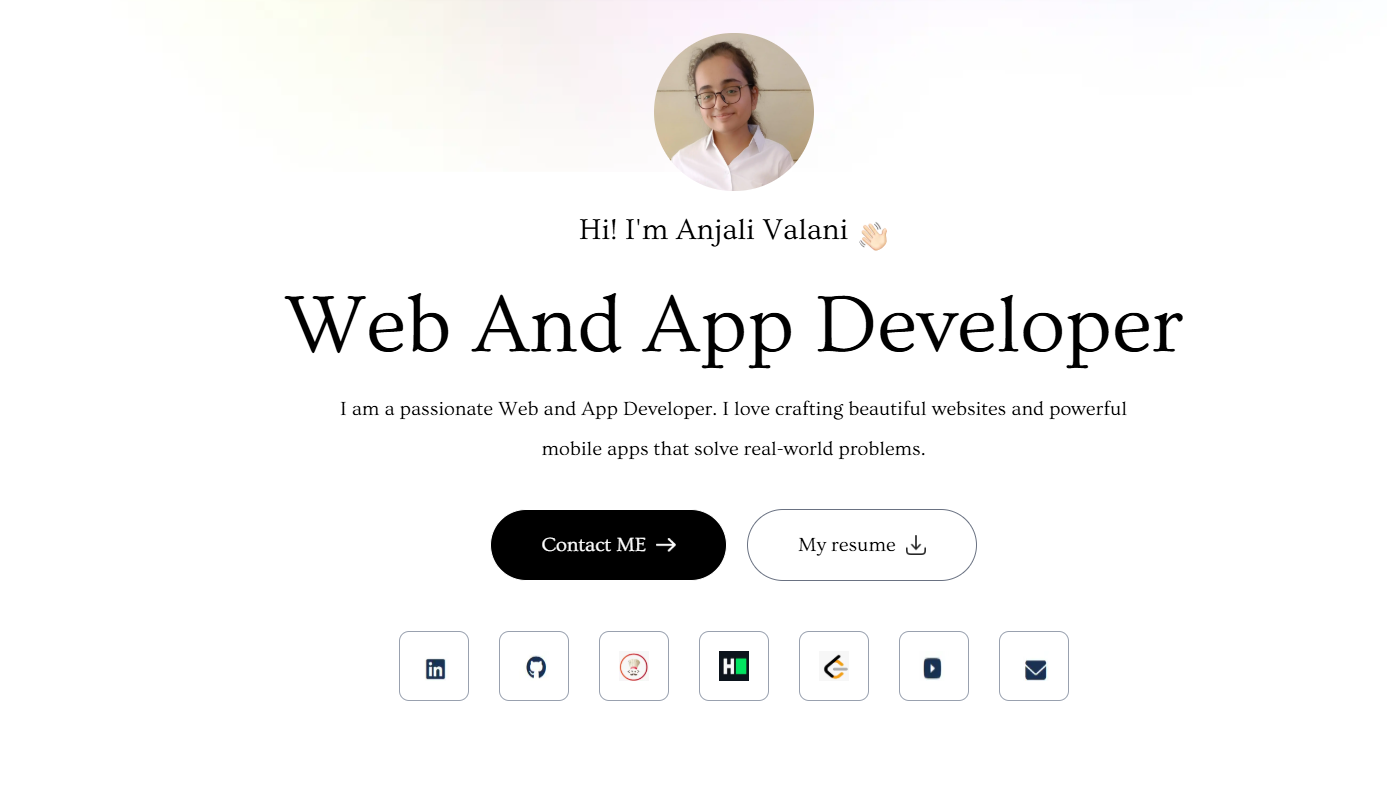 Hi! I'm Anjali Valani 👋🏻
Web And App Developer
I am a passionate Web and App Developer. I love crafting beautiful websites and powerful
mobile apps that solve real-world problems.
Contact ME →
My resume
in
H